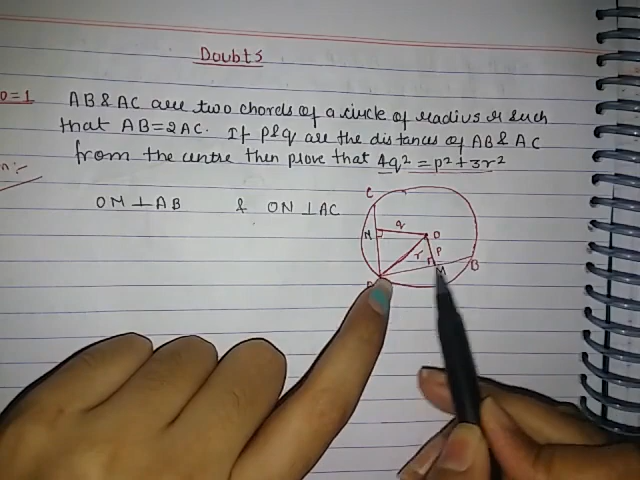 Doubts
AB & AC are two chords of a circle of radius r such
that AB=2AC. If P & q are the distances of AB & AC
from the centre then prove that 4q² = p² + 3r²
OM ⊥ AB & ON ⊥ AC
C
q
N
O
r
P
M
B